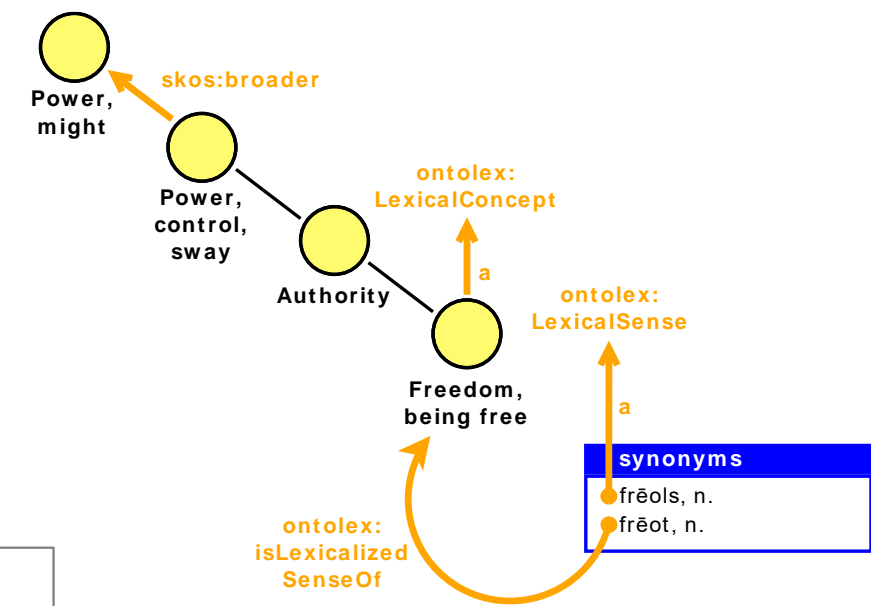 skos:broader
Power,
might
ontolex:
LexicalConcept
Power,
control,
sway
a
Authority
ontolex:
LexicalSense
Freedom,
being free
a
synonyms
frēols, n.
frēot, n.
ontolex:
isLexicalized
SenseOf